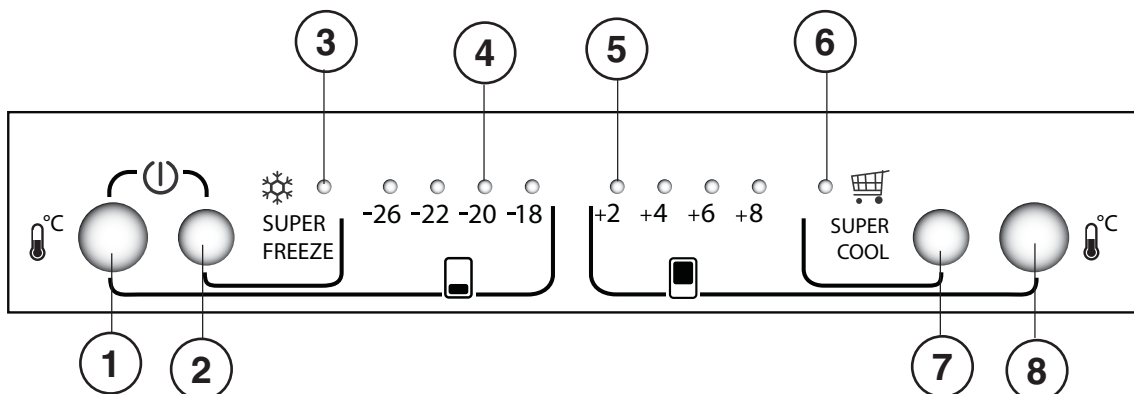 3 4 5 6
°C SUPER -26 -22 -20 -18 +2 +4 +6 +8 SUPER °C
FREEZE COOL
1 2 7 8